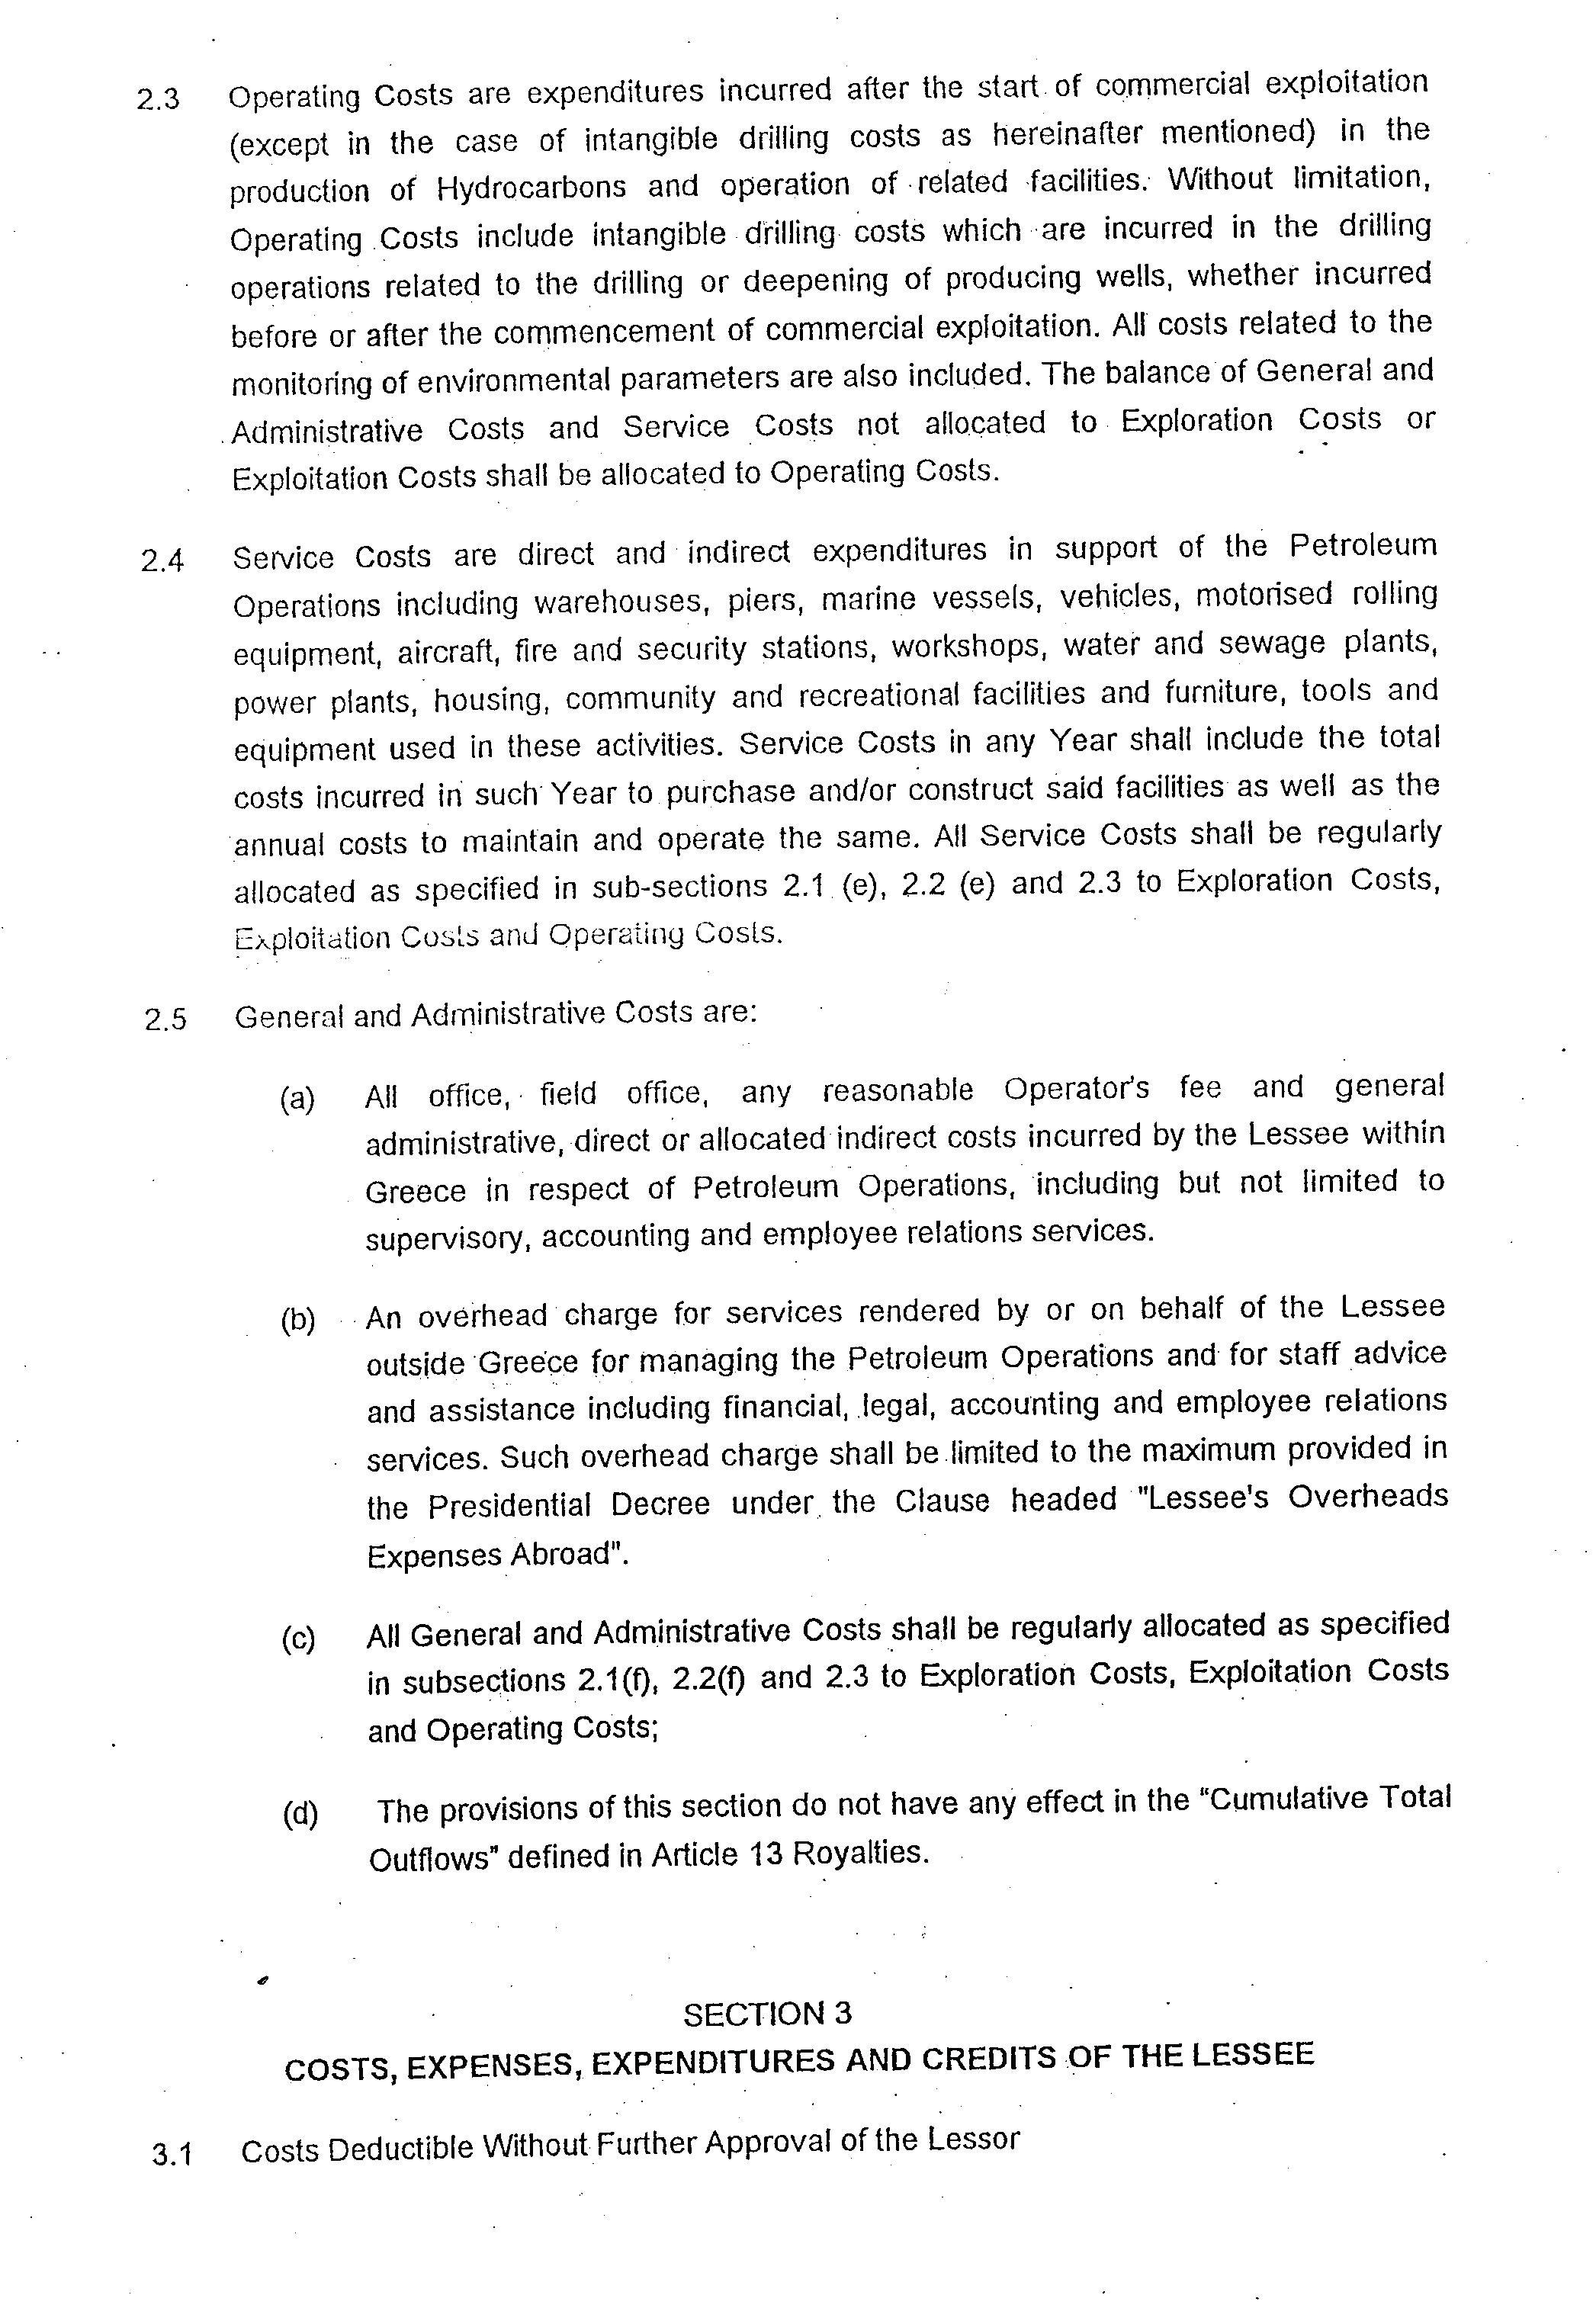 2.3 Operating Costs are expenditures incurred after the start of commercial exploitation
(except in the case of intangible drilling costs as hereinafter mentioned) in the
production of Hydrocarbons and operation of related facilities. Without limitation,
Operating Costs include intangible drilling costs which are incurred in the drilling
operations related to the drilling or deepening of producing wells, whether incurred
before or after the commencement of commercial exploitation. All costs related to the
monitoring of environmental parameters are also included. The balance of General and
Administrative Costs and Service Costs not allocated to Exploration Costs or
Exploitation Costs shall be allocated to Operating Costs.
2.4 Service Costs are direct and indirect expenditures in support of the Petroleum
Operations including warehouses, piers, marine vessels, vehicles, motorised rolling
equipment, aircraft, fire and security stations, workshops, water and sewage plants,
power plants, housing, community and recreational facilities and furniture, tools and
equipment used in these activities. Service Costs in any Year shall include the total
costs incurred in such Year to purchase and/or construct said facilities as well as the
annual costs to maintain and operate the same. All Service Costs shall be regularly
allocated as specified in sub-sections 2.1 (e), 2.2 (e) and 2.3 to Exploration Costs,
Exploitation Costs and Operating Costs.
2.5 General and Administrative Costs are:
(a) All office, field office, any reasonable Operator's fee and general
administrative, direct or allocated indirect costs incurred by the Lessee within
Greece in respect of Petroleum Operations, including but not limited to
supervisory, accounting and employee relations services.
(b) An overhead charge for services rendered by or on behalf of the Lessee
outside Greece for managing the Petroleum Operations and for staff advice
and assistance including financial, legal, accounting and employee relations
services. Such overhead charge shall be limited to the maximum provided in
the Presidential Decree under the Clause headed "Lessee's Overheads
Expenses Abroad".
(c) All General and Administrative Costs shall be regularly allocated as specified
in subsections 2.1(f), 2.2(f) and 2.3 to Exploration Costs, Exploitation Costs
and Operating Costs;
(d) The provisions of this section do not have any effect in the "Cumulative Total
Outflows" defined in Article 13 Royalties.
SECTION 3
COSTS, EXPENSES, EXPENDITURES AND CREDITS OF THE LESSEE
3.1 Costs Deductible Without Further Approval of the Lessor